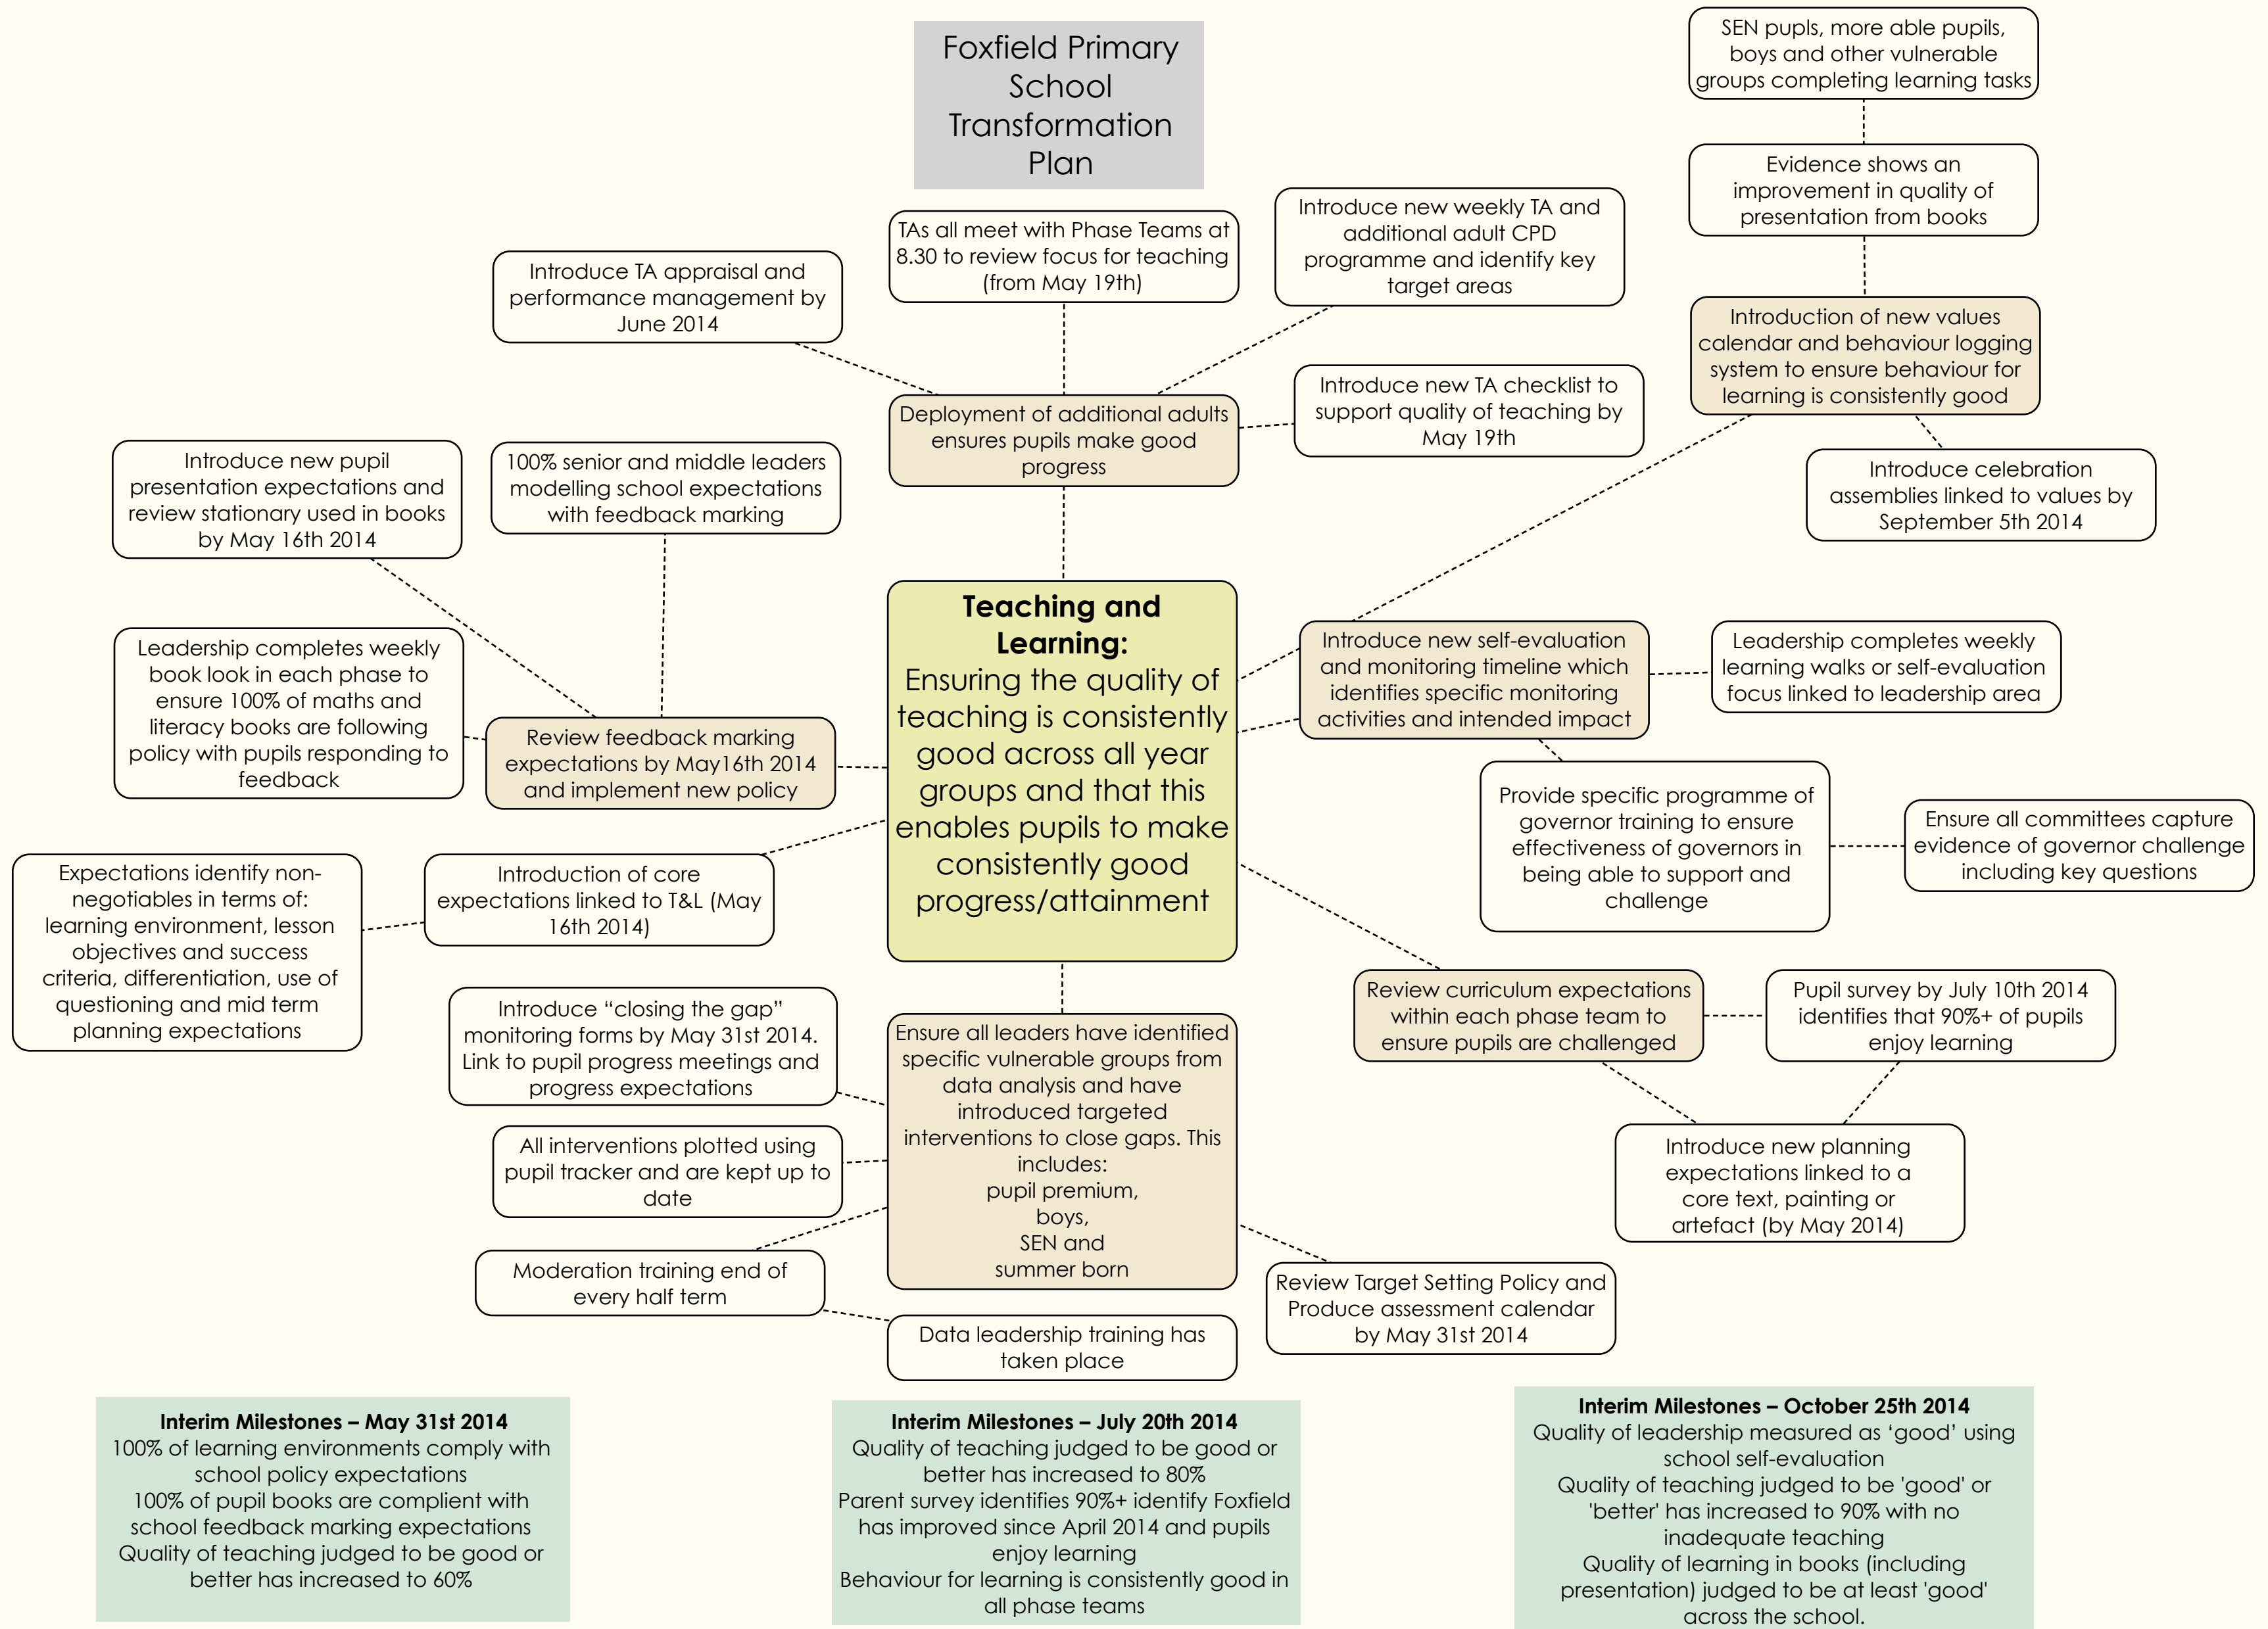 Foxfield Primary
School
Transformation
Plan
SEN pupls, more able pupils,
boys and other vulnerable
groups completing learning tasks
Evidence shows an
improvement in quality of
presentation from books
Introduction of new values
calendar and behaviour logging
system to ensure behaviour for
learning is consistently good
Introduce celebration
assemblies linked to values by
September 5th 2014
Introduce TA appraisal and
performance management by
June 2014
TAs all meet with Phase Teams at
8.30 to review focus for teaching
(from May 19th)
Introduce new weekly TA and
additional adult CPD
programme and identify key
target areas
Introduce new TA checklist to
support quality of teaching by
May 19th
Deployment of additional adults
ensures pupils make good
progress
Introduce new pupil
presentation expectations and
review stationary used in books
by May 16th 2014
100% senior and middle leaders
modelling school expectations
with feedback marking
Leadership completes weekly
book look in each phase to
ensure 100% of maths and
literacy books are following
policy with pupils responding to
feedback
Review feedback marking
expectations by May16th 2014
and implement new policy
Teaching and
Learning:
Ensuring the quality of
teaching is consistently
good across all year
groups and that this
enables pupils to make
consistently good
progress/attainment
Introduce new self-evaluation
and monitoring timeline which
identifies specific monitoring
activities and intended impact
Leadership completes weekly
learning walks or self-evaluation
focus linked to leadership area
Provide specific programme of
governor training to ensure
effectiveness of governors in
being able to support and
challenge
Ensure all committees capture
evidence of governor challenge
including key questions
Expectations identify non-
negotiables in terms of:
learning environment, lesson
objectives and success
criteria, differentiation, use of
questioning and mid term
planning expectations
Introduction of core
expectations linked to T&L (May
16th 2014)
Introduce “closing the gap”
monitoring forms by May 31st 2014.
Link to pupil progress meetings and
progress expectations
All interventions plotted using
pupil tracker and are kept up to
date
Moderation training end of
every half term
Ensure all leaders have identified
specific vulnerable groups from
data analysis and have
introduced targeted
interventions to close gaps. This
includes:
pupil premium,
boys,
SEN and
summer born
Data leadership training has
taken place
Review curriculum expectations
within each phase team to
ensure pupils are challenged
Pupil survey by July 10th 2014
identifies that 90%+ of pupils
enjoy learning
Introduce new planning
expectations linked to a
core text, painting or
artefact (by May 2014)
Review Target Setting Policy and
Produce assessment calendar
by May 31st 2014
Interim Milestones – May 31st 2014
100% of learning environments comply with
school policy expectations
100% of pupil books are complient with
school feedback marking expectations
Quality of teaching judged to be good or
better has increased to 60%
Interim Milestones – July 20th 2014
Quality of teaching judged to be good or
better has increased to 80%
Parent survey identifies 90%+ identify Foxfield
has improved since April 2014 and pupils
enjoy learning
Behaviour for learning is consistently good in
all phase teams
Interim Milestones – October 25th 2014
Quality of leadership measured as ‘good’ using
school self-evaluation
Quality of teaching judged to be 'good' or
'better' has increased to 90% with no
inadequate teaching
Quality of learning in books (including
presentation) judged to be at least 'good'
across the school.